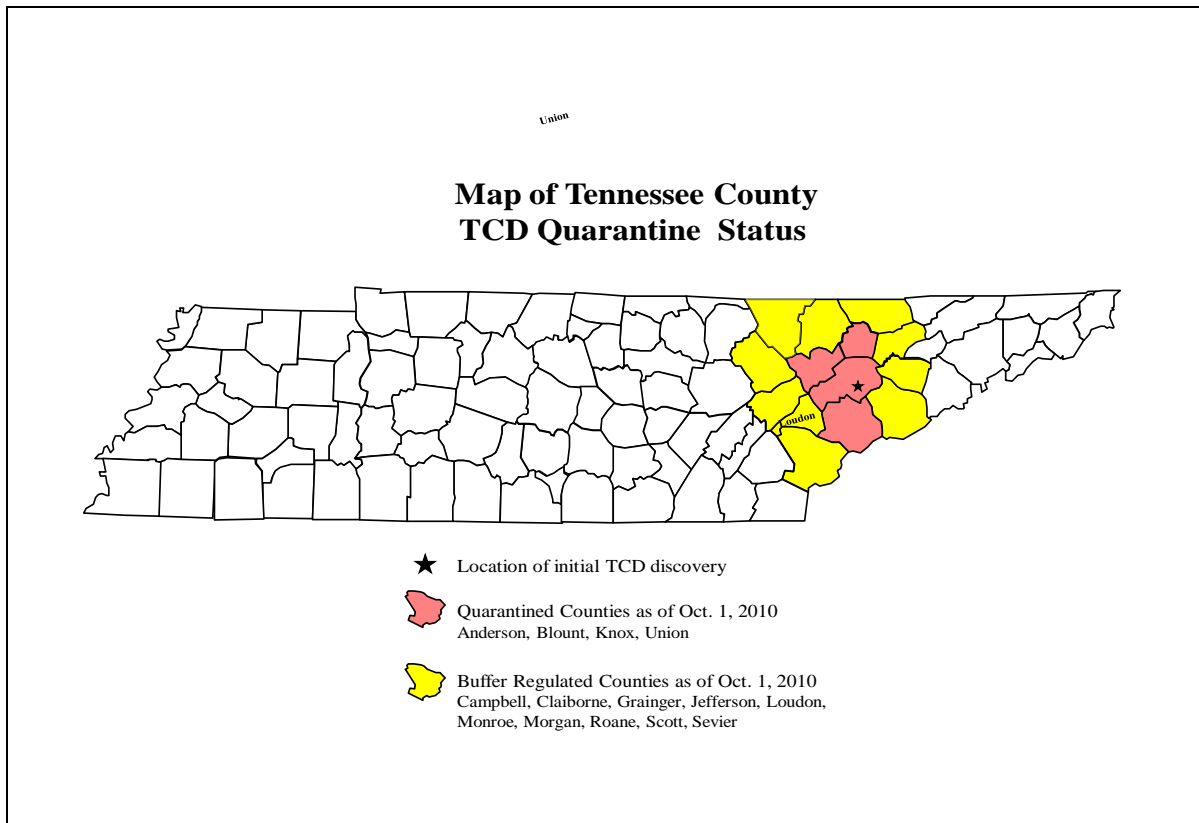 Union
Map of Tennessee County
TCD Quarantine Status
Loudon
Location of initial TCD discovery
Quarantined Counties as of Oct. 1, 2010
Anderson, Blount, Knox, Union
Buffer Regulated Counties as of Oct. 1, 2010
Campbell, Claiborne, Grainger, Jefferson, Loudon,
Monroe, Morgan, Roane, Scott, Sevier